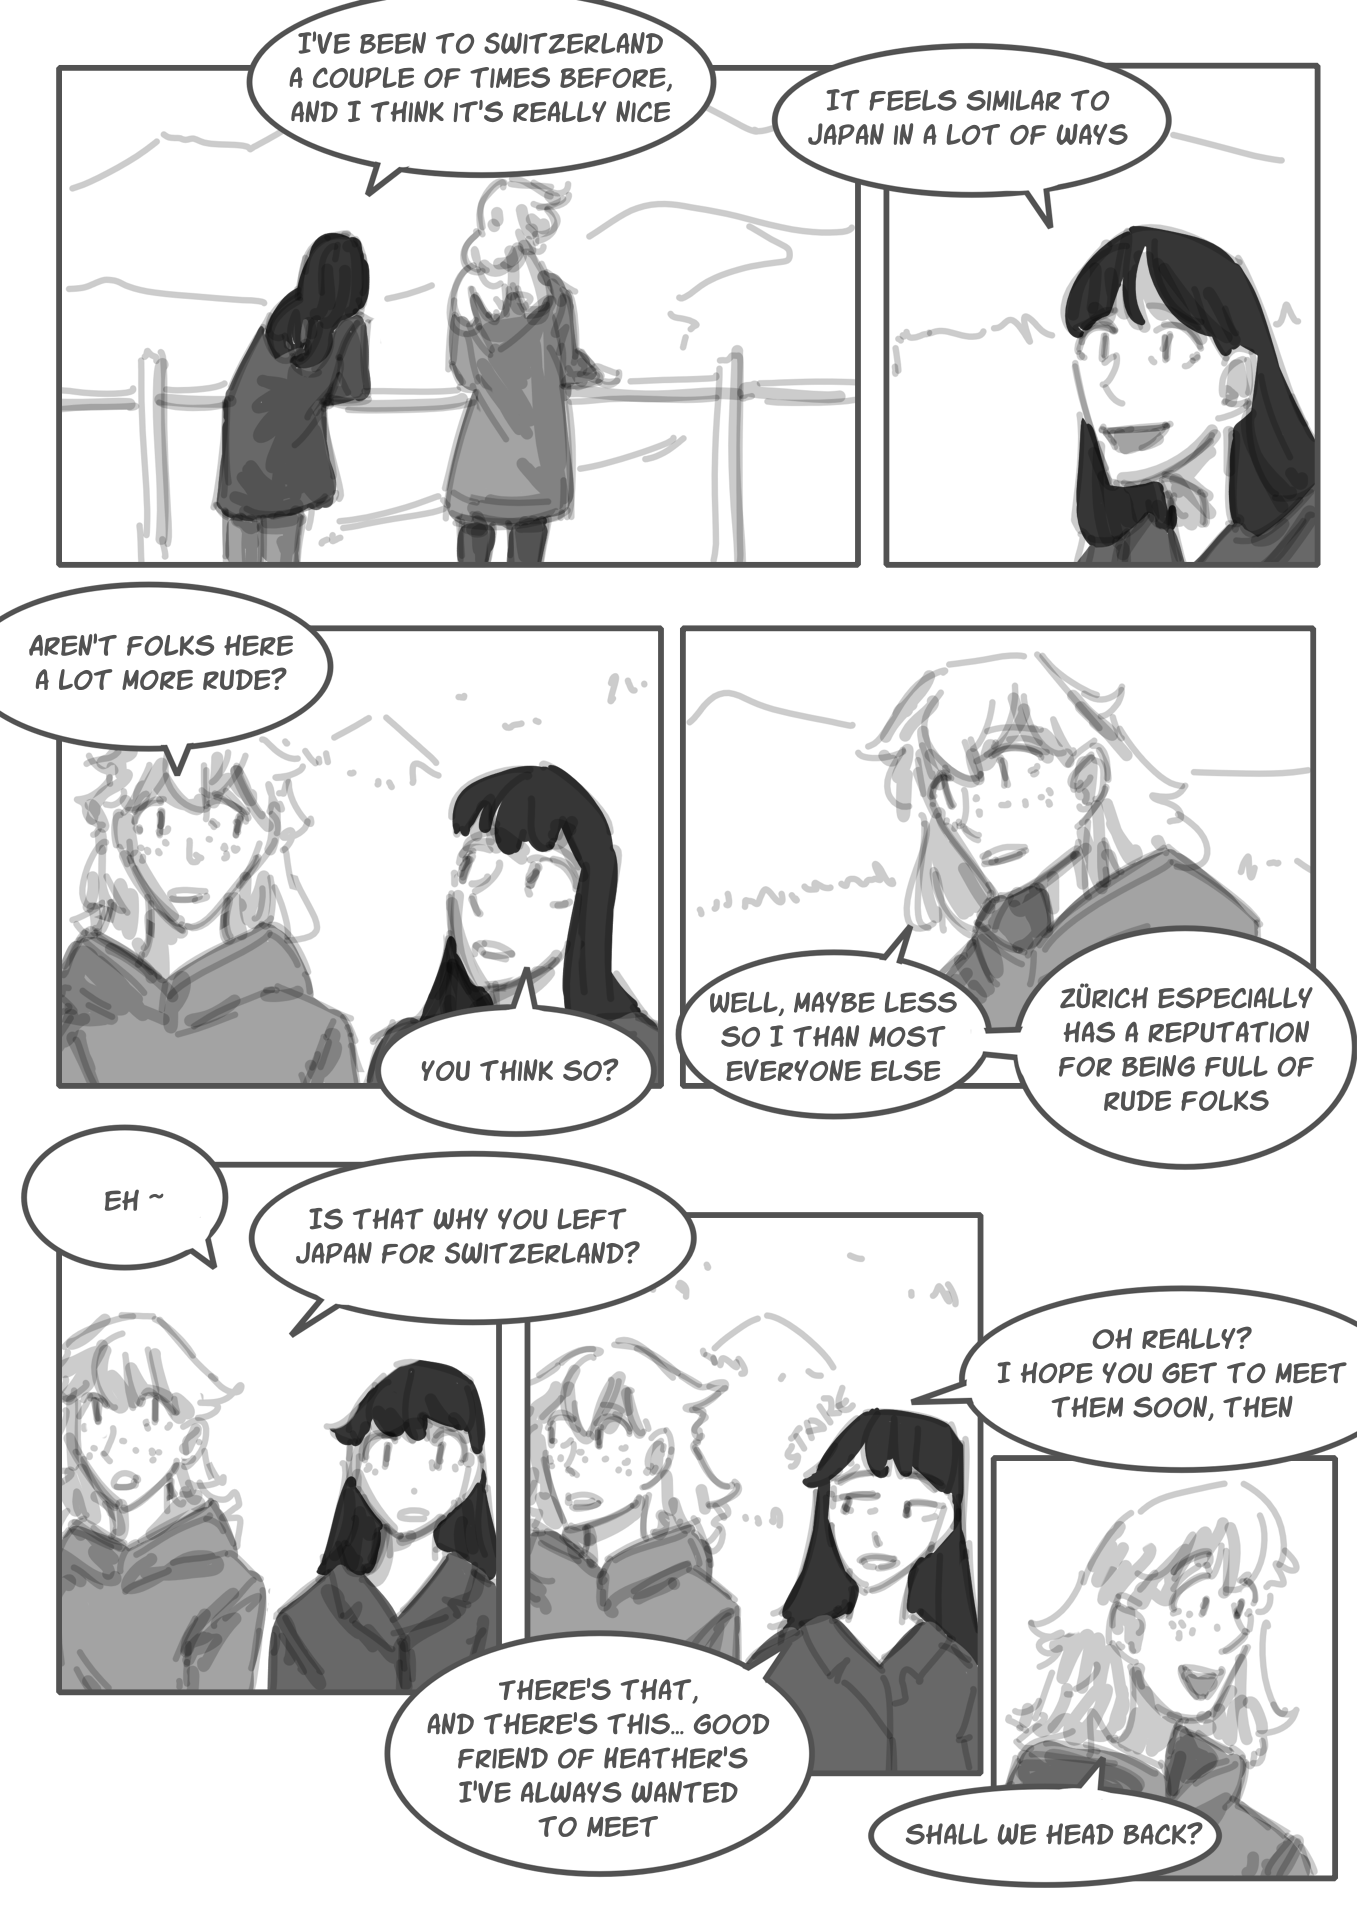 I'VE BEEN TO SWITZERLAND
A COUPLE OF TIMES BEFORE,
AND I THINK IT'S REALLY NICE
IT FEELS SIMILAR TO
JAPAN IN A LOT OF WAYS
AREN'T FOLKS HERE
A LOT MORE RUDE?
YOU THINK SO?
WELL, MAYBE LESS
SO I THAN MOST
EVERYONE ELSE
ZÜRICH ESPECIALLY
HAS A REPUTATION
FOR BEING FULL OF
RUDE FOLKS
EH ~
IS THAT WHY YOU LEFT
JAPAN FOR SWITZERLAND?
STARE
THERE'S THAT,
AND THERE'S THIS... GOOD
FRIEND OF HEATHER'S
I'VE ALWAYS WANTED
TO MEET
OH REALLY?
I HOPE YOU GET TO MEET
THEM SOON, THEN
SHALL WE HEAD BACK?